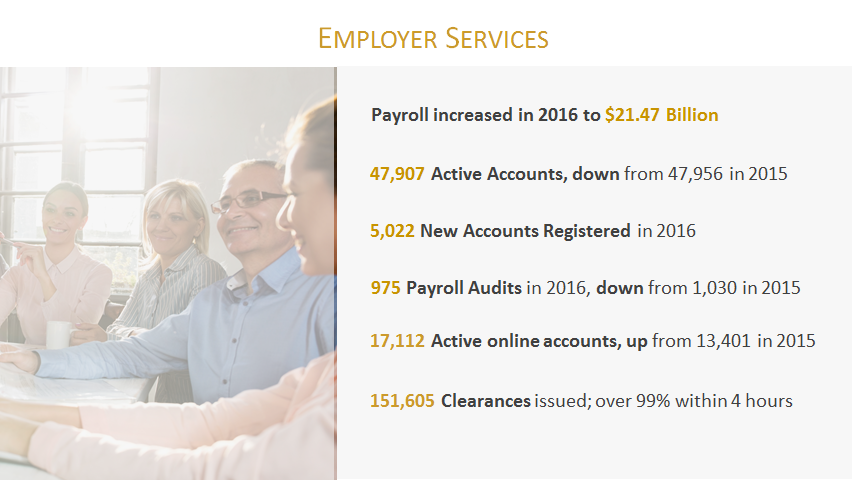 EMPLOYER SERVICES
Payroll increased in 2016 to $21.47 Billion
47,907 Active Accounts, down from 47,956 in 2015
5,022 New Accounts Registered in 2016
975 Payroll Audits in 2016, down from 1,030 in 2015
17,112 Active online accounts, up from 13,401 in 2015
151,605 Clearances issued; over 99% within 4 hours